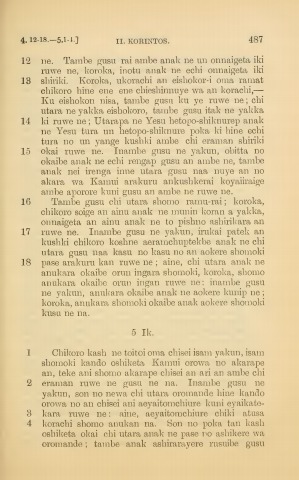 4. 12-18.—5.1-4.] II. KORINTOS. 487
12 ne. Tambe gusu rai ambe anak ne un onnaigeta iki
ruwe ne, koroka, inotu anak ne echi onnaigeta iki
13 shiriki. Koroka, ukorachi an eishokor-i oma ramat
chikoro hine ene ene chieshinnuye wa an korachi,—
Ku eishokon nisa, tambe gusu ku ye ruwe ne; chi
utara ne yakka eishokoro, tambe gusu itak ne yakka
14 ki ruwe ne; Utarapa ne Yesu hetopo-shiknurep anak
ne Yesu tura un hetopo-shiknure poka ki hine echi
tura no un yange kushki ambe chi eraman shiriki
15 okai ruwe ne. Inambe gusu ne yakun, obitta no
okaibe anak ne echi rengap gusu an ambe ne, tambe
anak nei irenga inne utara gusu naa nuye an no
akara wa Kamui arakuru ankushkerai koyaiiraige
ambe aporore kuni gusu an ambe ne ruwe ne.
16 Tambe gusu chi utara shomo ramu-rai; koroka,
chikoro soige an ainu anak ne mumin koran a yakka,
onnaigeta an ainu anak ne to pishno ashirikara an
17 ruwe ne. Inambe gusu ne yakun, irukai patek an
kushki chikoro koshne aeramchuptekbe anak ne chi
utara gusu naa kasu no kasu no an aokere shomoki
18 pase arakuru kan ruwe ne; aine, chi utara anak ne
anukara okaibe orun ingara shomoki, koroka, shomo
anukara okaibe orun ingan ruwe ne: inambe gusu
ne yakun, anukara okaibe anak ne aokere kunip ne;
koroka, anukara shomoki okaibe anak aokere shomoki
kusu ne na.
5 Ik.
1 Chikoro kash ne toitoi oma chisei isam yakun, isam
shomoki kando oshiketa Kamui orowa no akarape
an, teke ani shomo akarape chisei an ari an ambe chi
2 eraman ruwe ne gusu ne na. Inambe gusu ne
yakun, son no newa chi utara oromande hine kando
orowa no an chisei ani aeyaitomchiure kuni eyaikato-
3 kara ruwe ne: aine, aeyaitomchiure chiki atusa
4 korachi shomo anukan na. Son no poka tan kash
oshiketa okai chi utara anak ne pase no ashikere wa
oromande; tambe anak ashirarayere rusuibe gusu